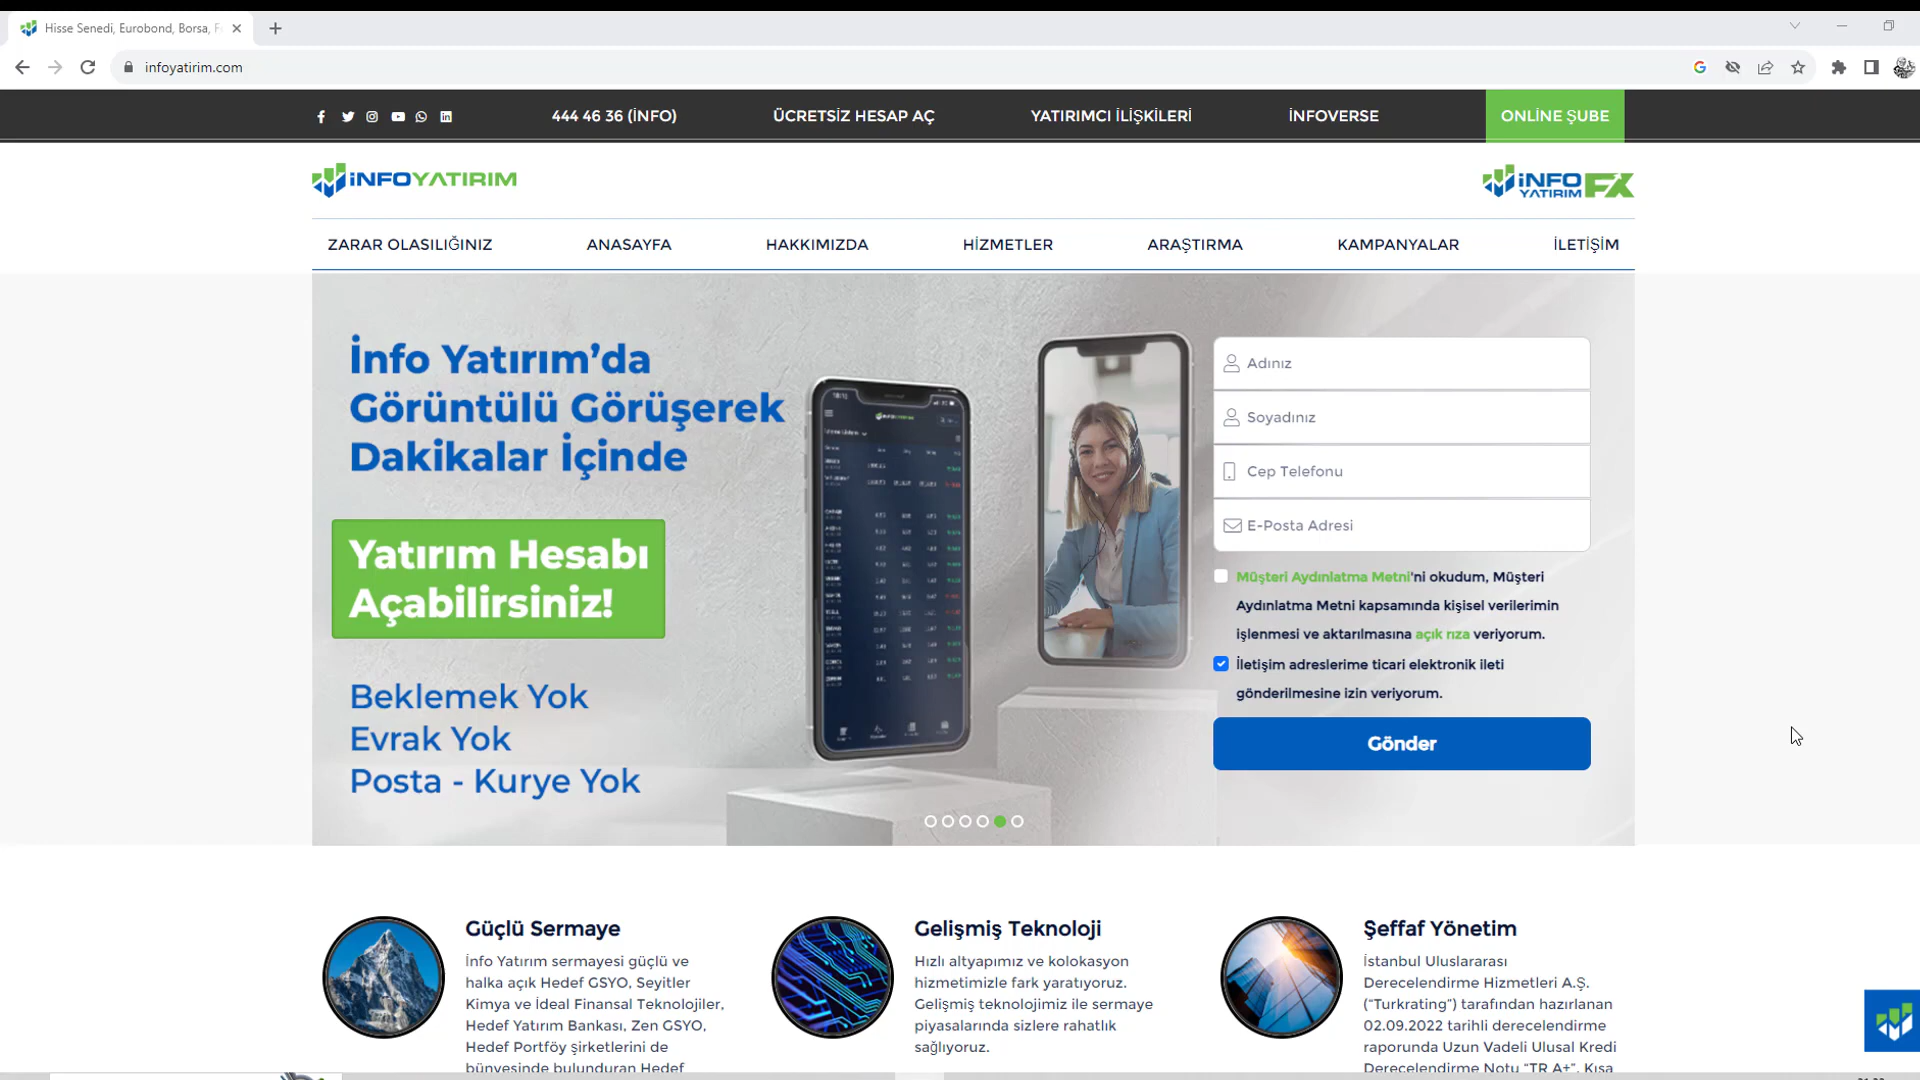 Hisse Senedi, Eurobond, Borsa, F
infoyatirim.com
444 46 36 (İNFO)
ÜCRETSİZ HESAP AÇ
YATIRIMCI İLİŞKİLERİ
İNFOVERSE
ONLİNE ŞUBE
İNFOYATIRIM
İNFO
YATIRIM
FX
ZARAR OLASILIĞINIZ
ANASAYFA
HAKKIMIZDA
HİZMETLER
ARAŞTIRMA
KAMPANYALAR
İLETİŞİM
İnfo Yatırım’da
Görüntülü Görüşerek
Dakikalar İçinde
Yatırım Hesabı
Açabilirsiniz!
Beklemek Yok
Evrak Yok
Posta - Kurye Yok
Adınız
Soyadınız
Cep Telefonu
E-Posta Adresi
Müşteri Aydınlatma Metni'ni okudum, Müşteri
Aydınlatma Metni kapsamında kişisel verilerimin
işlenmesi ve aktarılmasına açık rıza veriyorum.
İletişim adreslerime ticari elektronik ileti
gönderilmesine izin veriyorum.
Gönder
Güçlü Sermaye
İnfo Yatırım sermayesi güçlü ve
halka açık Hedef GSYO, Seyitler
Kimya ve İdeal Finansal Teknolojiler,
Hedef Yatırım Bankası, Zen GSYO,
Hedef Portföy şirketlerini de
bünyesinde bulunduran Hedef
Gelişmiş Teknoloji
Hızlı altyapımız ve kolokasyon
hizmetimizle fark yaratıyoruz.
Gelişmiş teknolojimiz ile sermaye
piyasalarında sizlere rahatlık
sağlıyoruz.
Şeffaf Yönetim
İstanbul Uluslararası
Derecelendirme Hizmetleri A.Ş.
(“Turkrating”) tarafından hazırlanan
02.09.2022 tarihli derecelendirme
raporunda Uzun Vadeli Ulusal Kredi
Derecelendirme Notu “TR A+”, Kısa